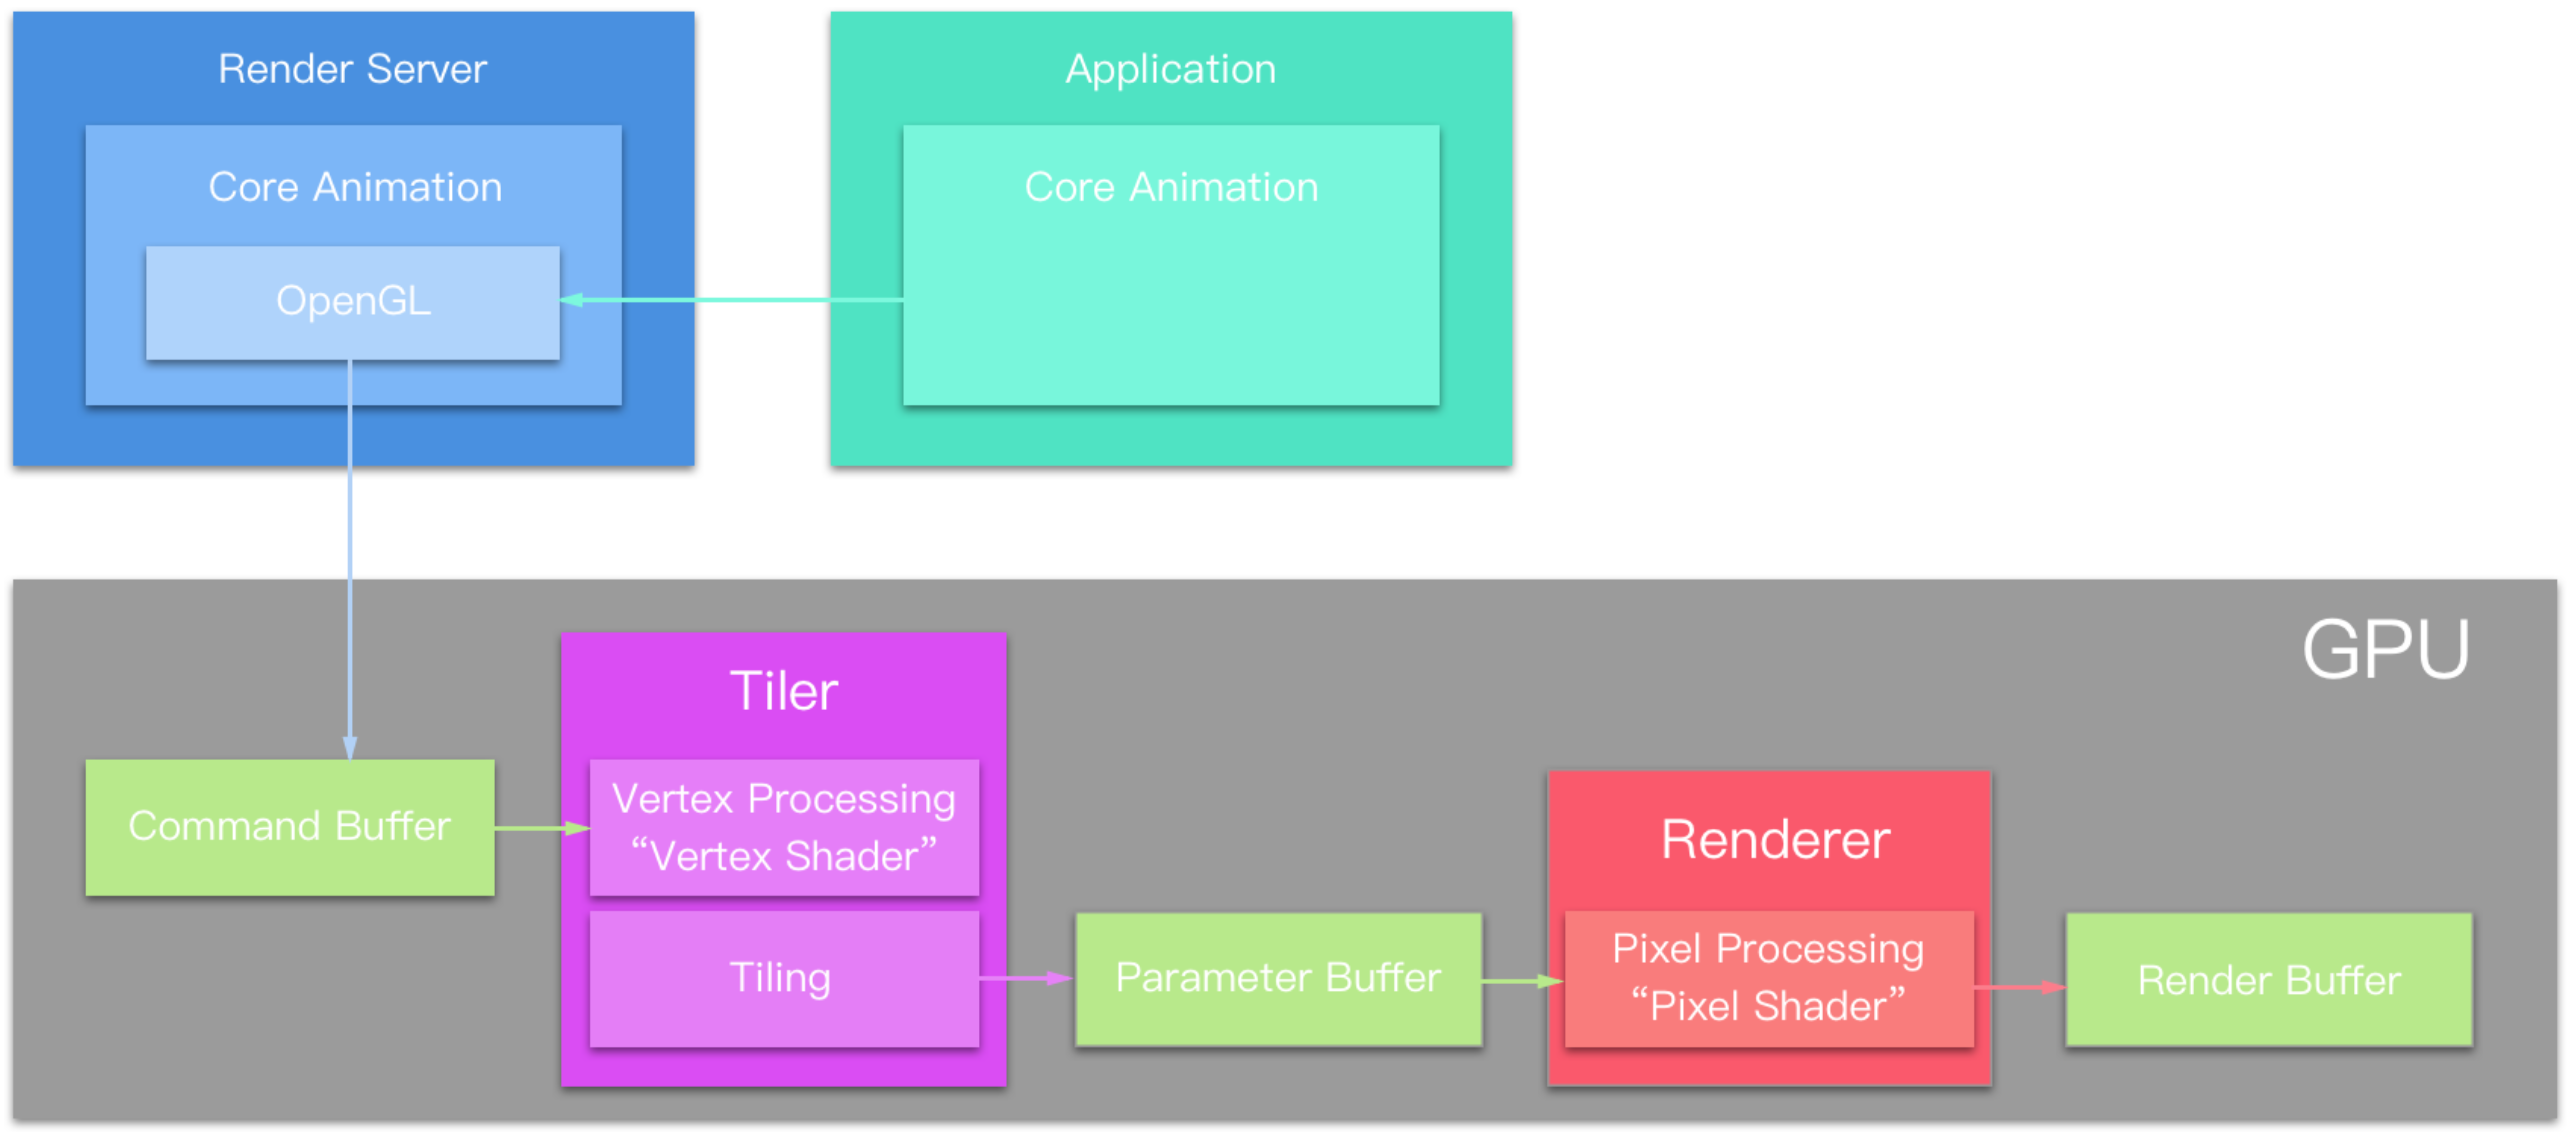 Render Server
Core Animation
OpenGL
Application
Core Animation
GPU
Command Buffer
Tiler
Vertex Processing
“Vertex Shader”
Tiling
Parameter Buffer
Renderer
Pixel Processing
“Pixel Shader”
Render Buffer